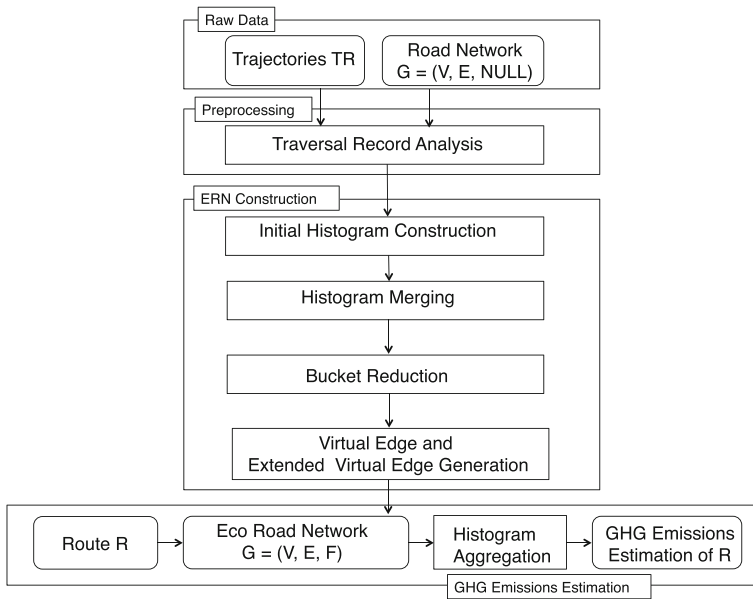 Raw Data
Trajectories TR
Road Network
G = (V, E, NULL)
Preprocessing
Traversal Record Analysis
ERN Construction
Initial Histogram Construction
Histogram Merging
Bucket Reduction
Virtual Edge and
Extended Virtual Edge Generation
Route R
Eco Road Network
G = (V, E, F)
Histogram
Aggregation
GHG Emissions
Estimation of R
GHG Emissions Estimation